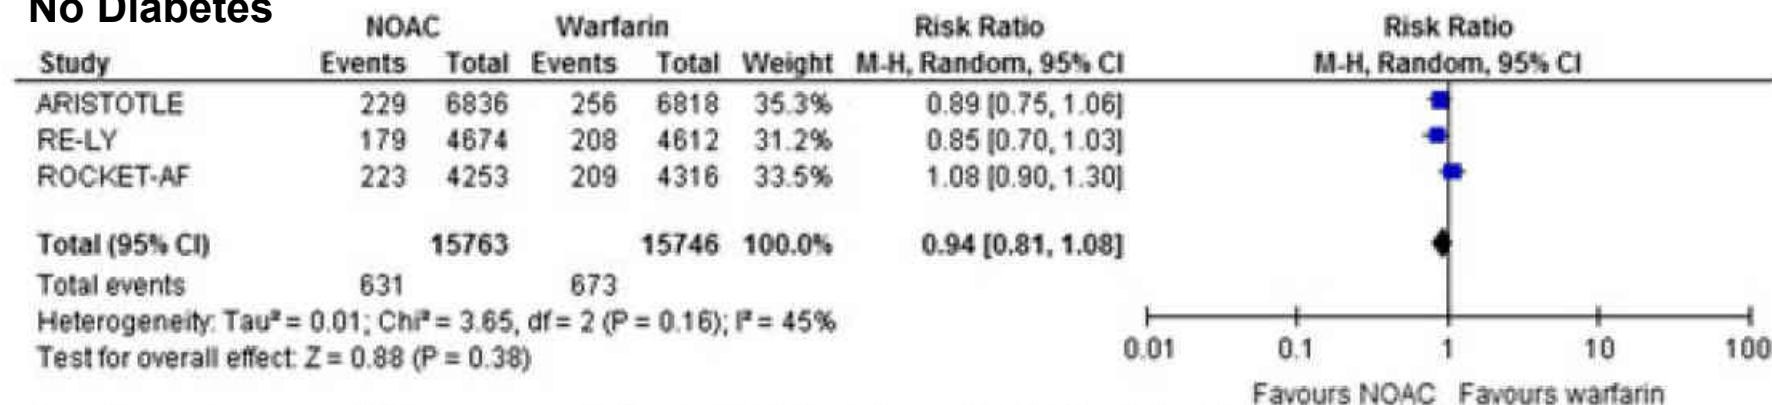 No Diabetes
NOAC Warfarin Risk Ratio Risk Ratio
Study Events Total Events Total Weight M-H, Random, 95% CI M-H, Random, 95% CI
ARISTOTLE 229 6836 256 6818 35.3% 0.89 [0.75, 1.06]
RE-LY 179 4674 208 4612 31.2% 0.85 [0.70, 1.03]
ROCKET-AF 223 4253 209 4316 33.5% 1.08 [0.90, 1.30]
Total (95% CI) 15763 15746 100.0% 0.94 [0.81, 1.08]
Total events 631 673
Heterogeneity: Tau² = 0.01; Chi² = 3.65, df = 2 (P = 0.16); I² = 45%
Test for overall effect: Z = 0.88 (P = 0.38)
0.01 0.1 1 10 100
Favours NOAC Favours warfarin